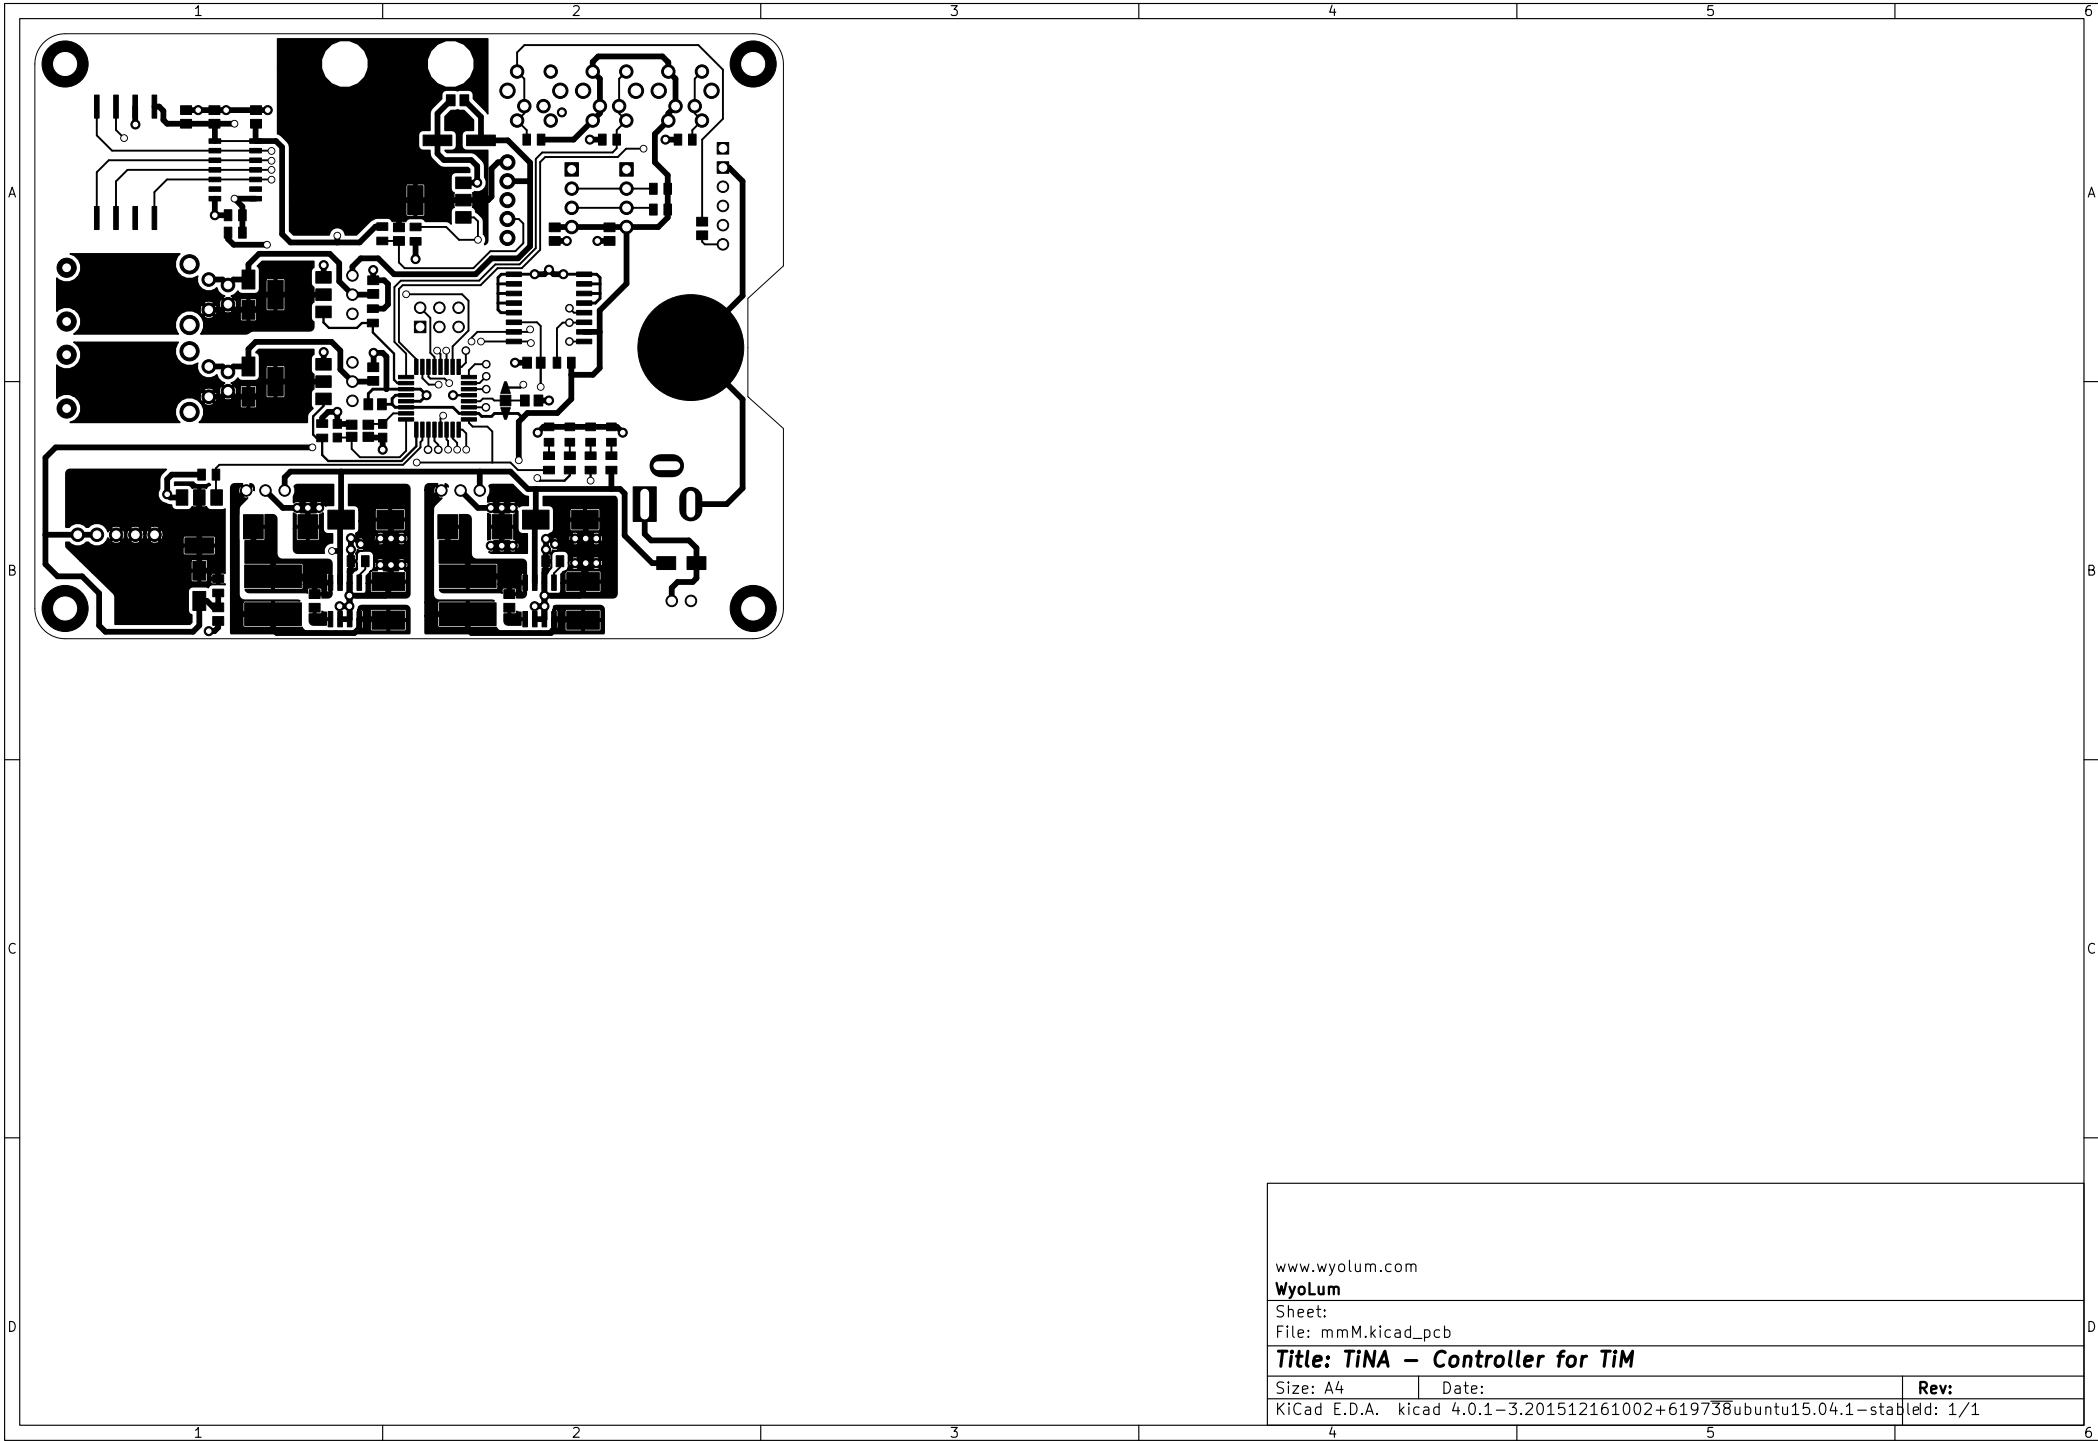 1 2 3 4 5 6
A A
B B
C C
D D
www.wyolum.com
WyoLum
Sheet:
File: mmM.kicad_pcb
Title: TiNA – Controller for TiM
Size: A4 Date: Rev:
KiCad E.D.A. kicad 4.0.1-3.201512161002+619738ubuntu15.04.1-stable Id: 1/1
1 2 3 4 5 6